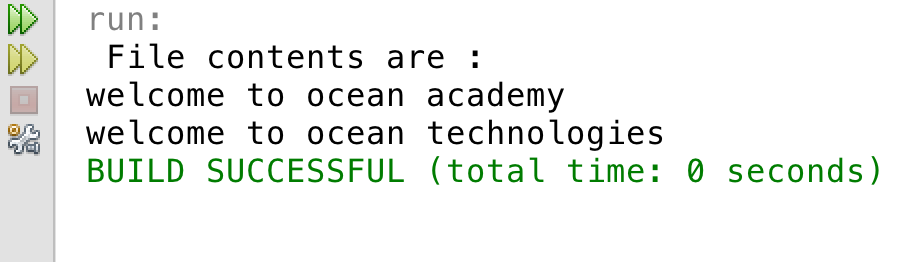 run:
File contents are :
welcome to ocean academy
welcome to ocean technologies
BUILD SUCCESSFUL (total time: 0 seconds)